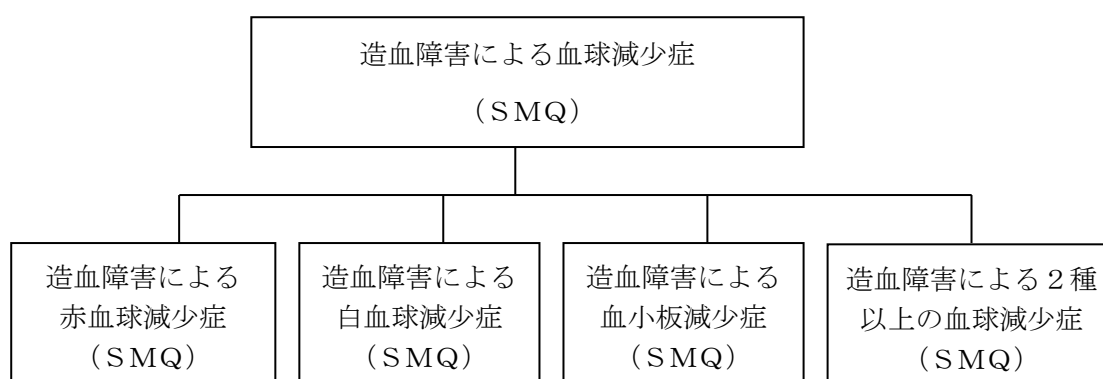 造血障害による血球減少症
（ＳＭＱ）
造血障害による
赤血球減少症
（ＳＭＱ）
造血障害による
白血球減少症
（ＳＭＱ）
造血障害による
血小板減少症
（ＳＭＱ）
造血障害による２種
以上の血球減少症
（ＳＭＱ）